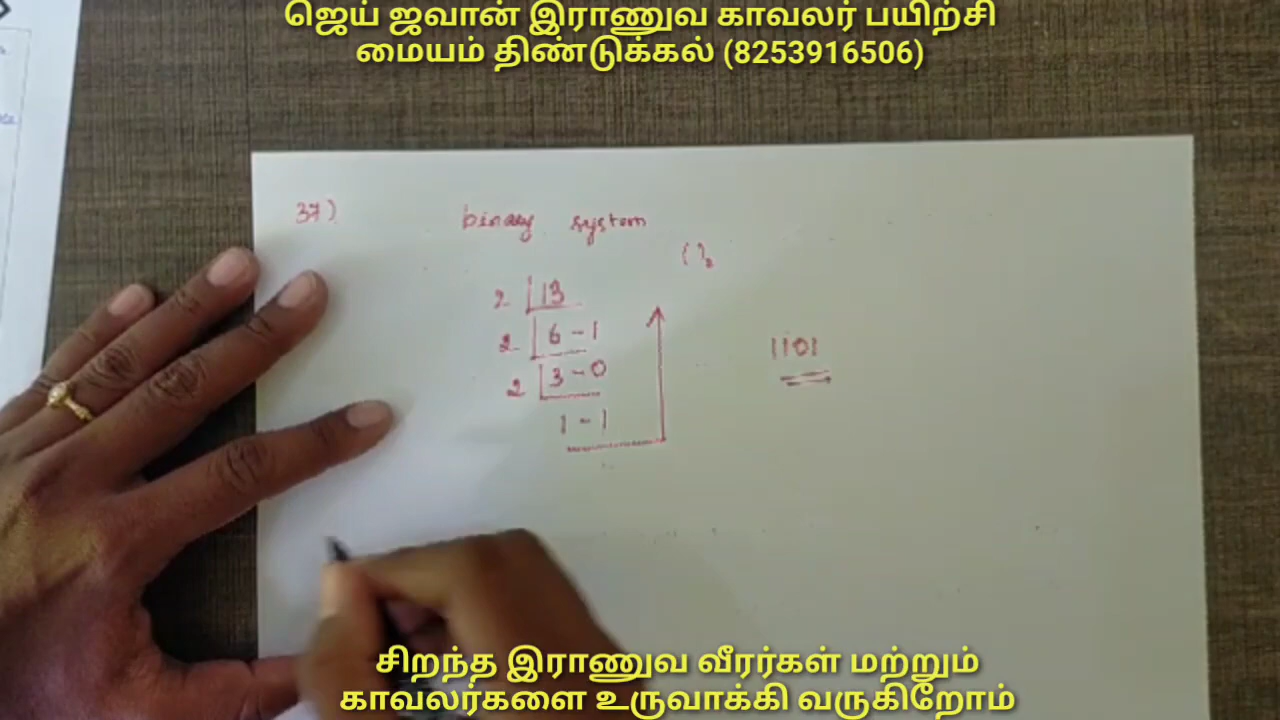 ஜெய் ஜவான் இராணுவ காவலர் பயிற்சி
மையம் திண்டுக்கல் (8253916506)
37) binary system
( )₂
2 13
2 6 - 1
2 3 - 0
1 - 1
1101
சிறந்த இராணுவ வீரர்கள் மற்றும்
காவலர்களை உருவாக்கி வருகிறோம்